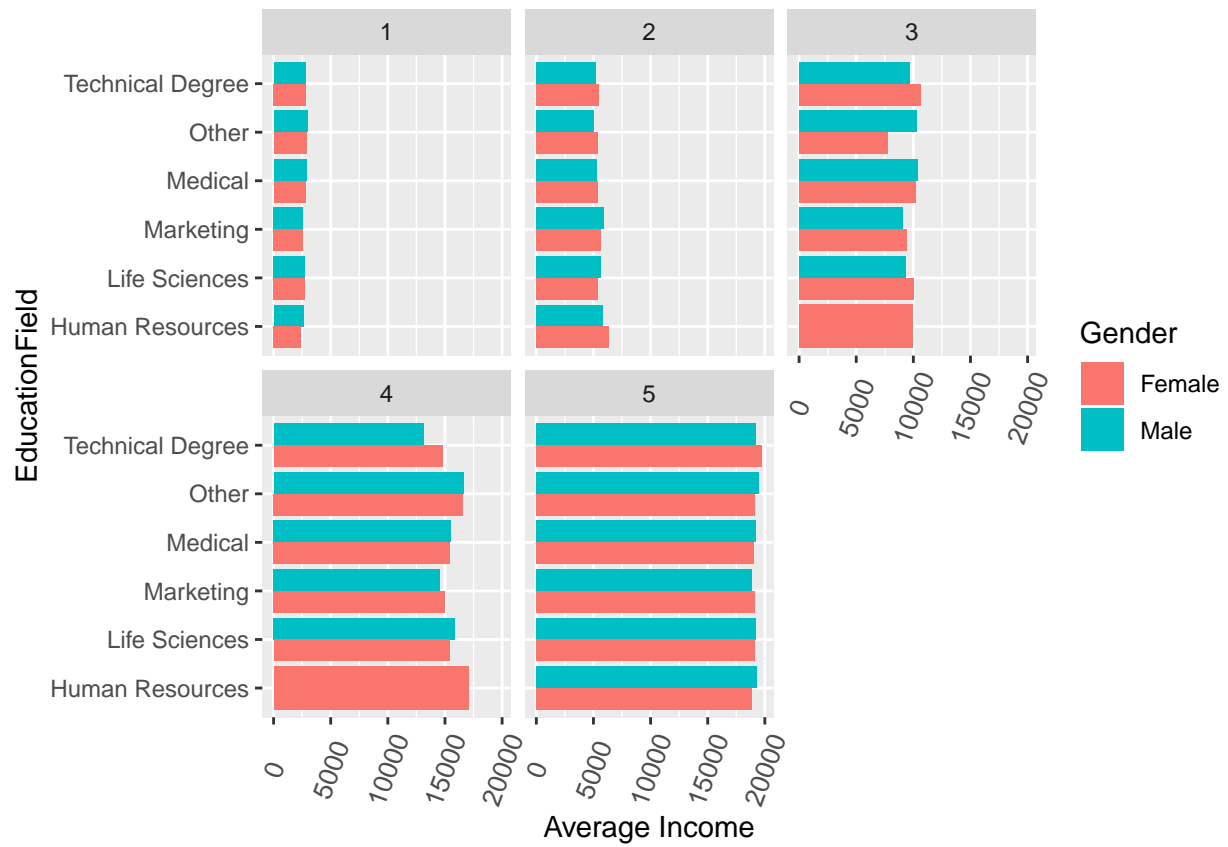 1
2
3
Technical Degree
Other
Medical
Marketing
Life Sciences
Human Resources
0
5000
10000
15000
20000
4
5
Technical Degree
Other
Medical
Marketing
Life Sciences
Human Resources
0
5000
10000
15000
20000
0
5000
10000
15000
20000
Average Income
EducationField
Gender
Female
Male